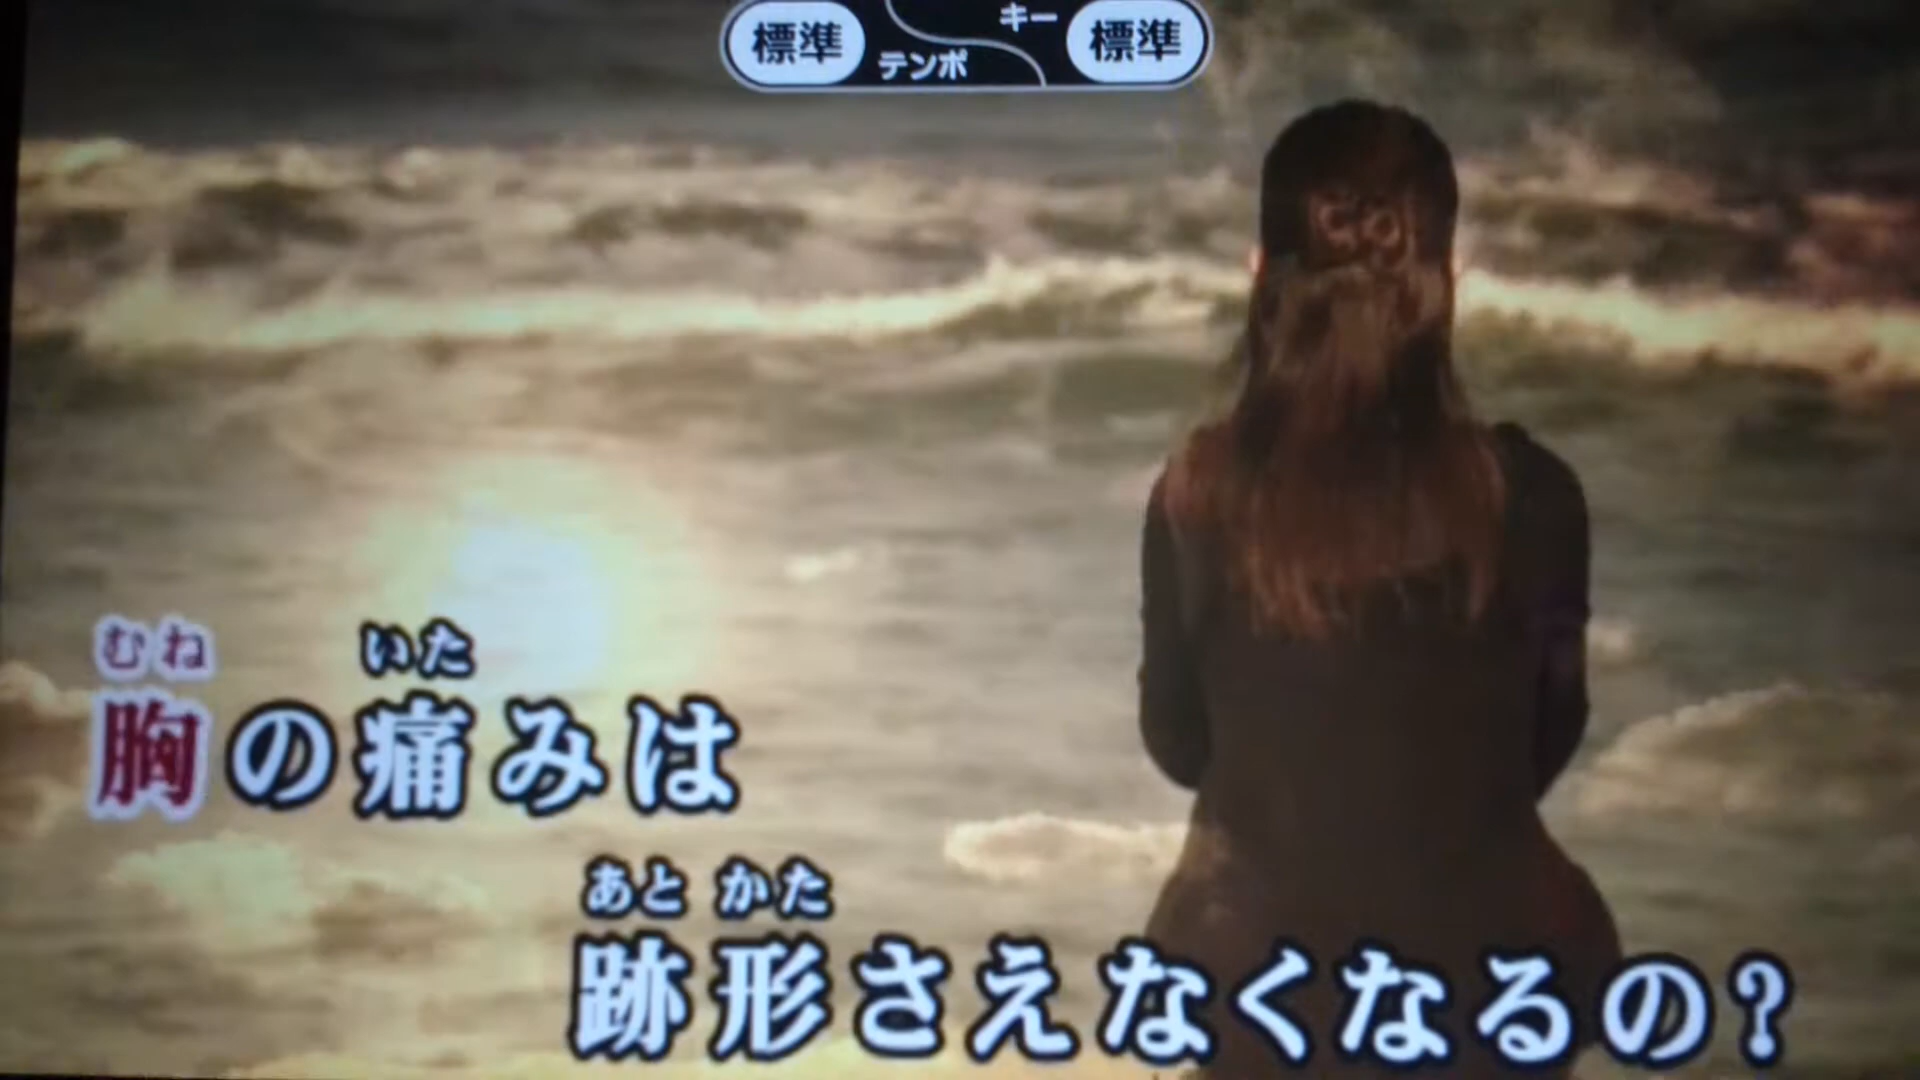 標準 テンポ キー 標準
むね いた
胸の痛みは
あと かた
跡形さえなくなるの?